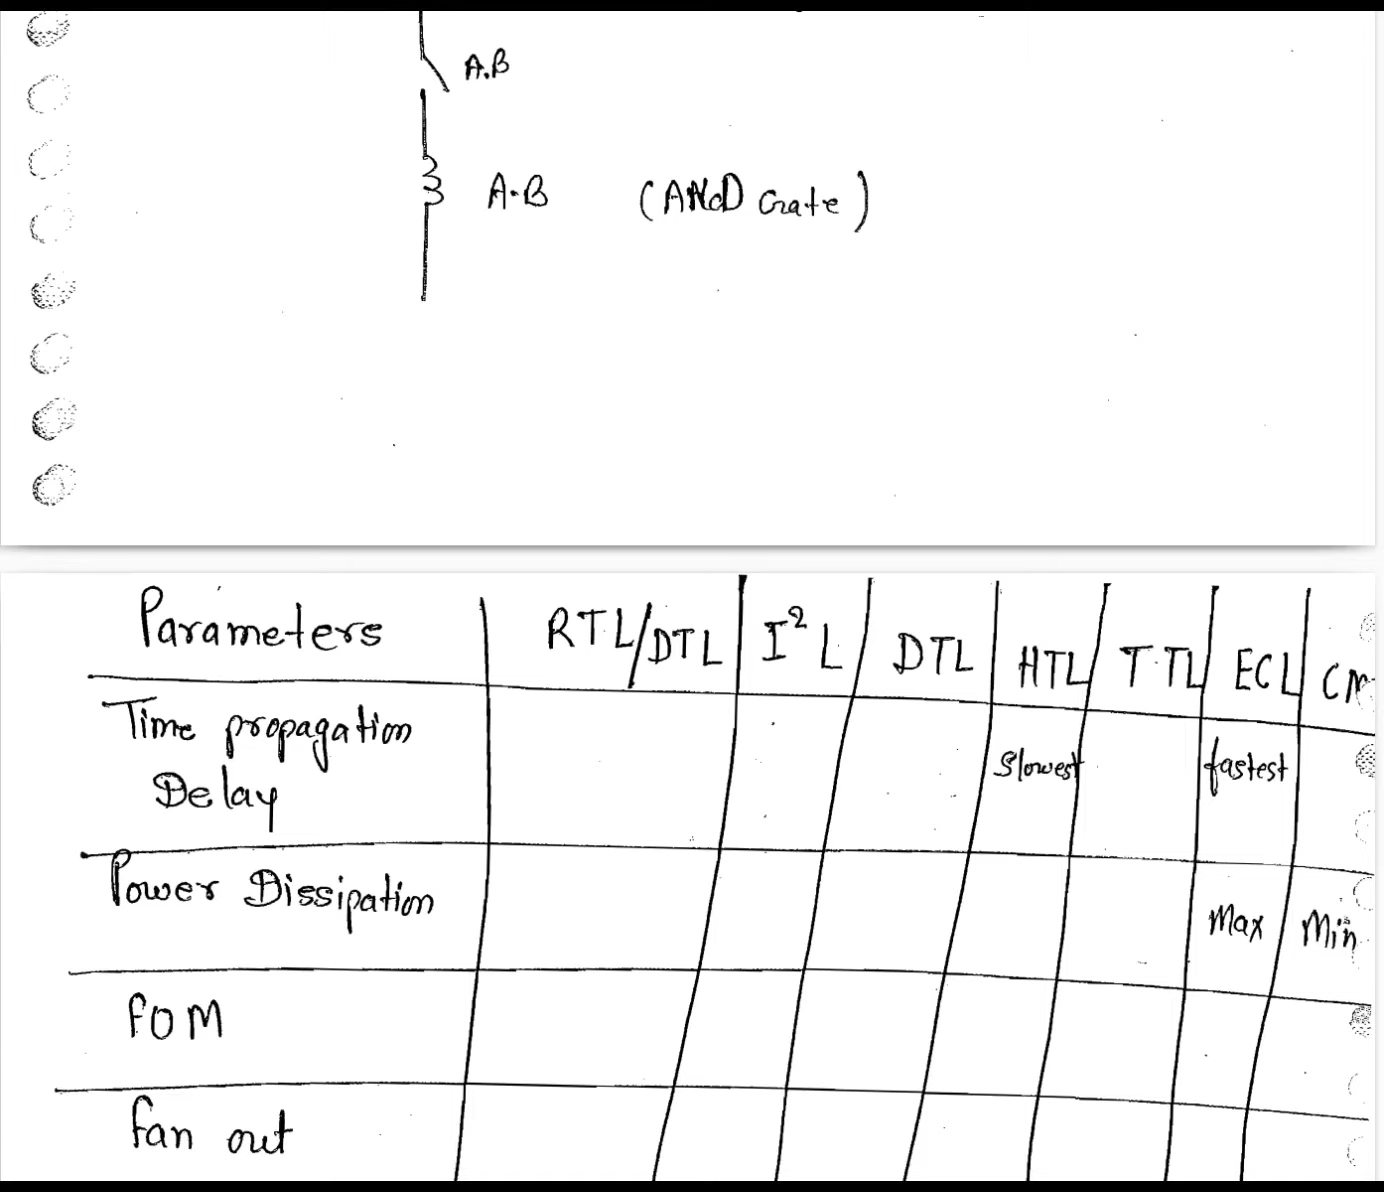 A.B
A.B (AND Gate)
Parameters RTL/DTL I²L DTL HTL TTL ECL
Time propagation
Delay Slowest fastest
Power Dissipation Max Min
FOM
fan out